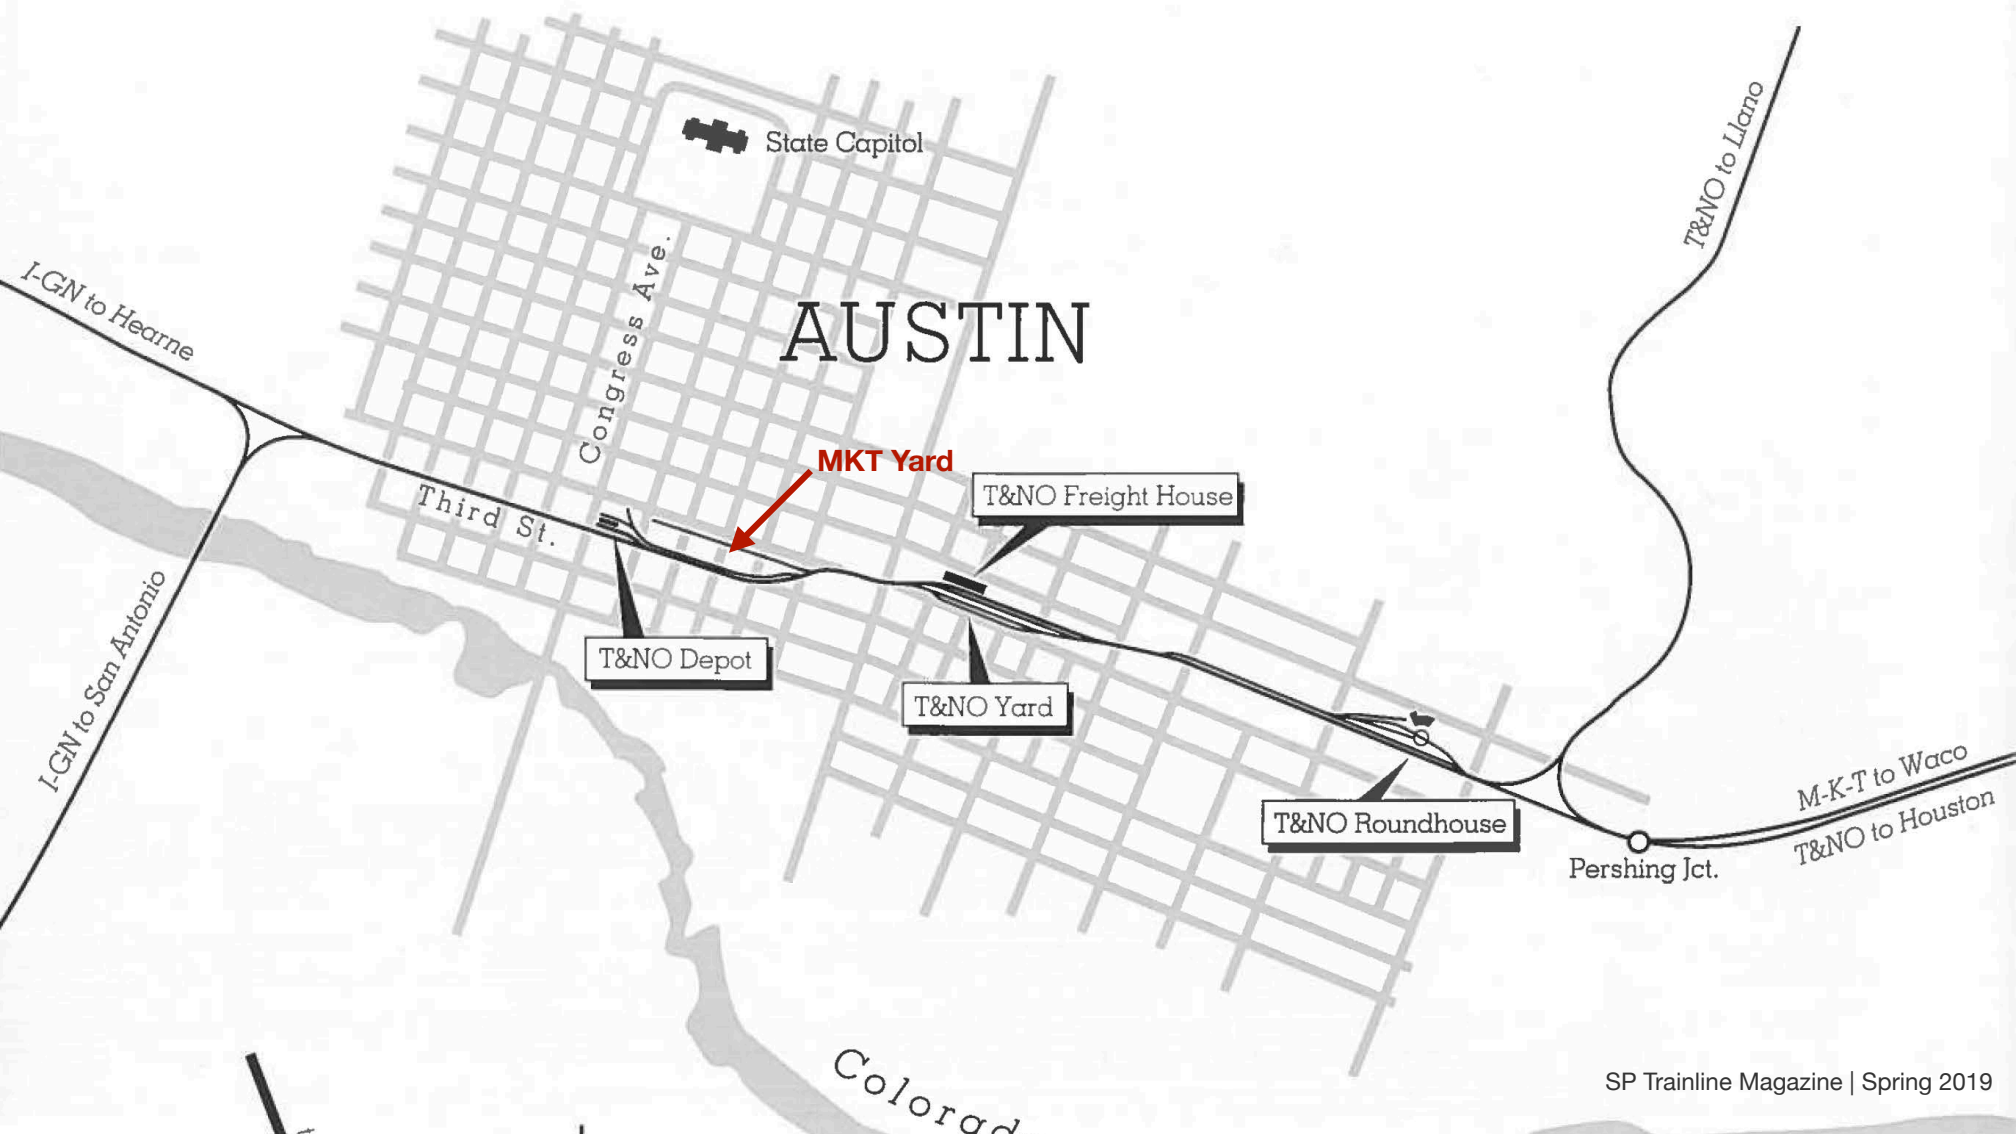 State Capitol
T&NO to Llano
I-GN to Hearne
Congress Ave.
AUSTIN
MKT Yard
T&NO Freight House
Third St.
T&NO Depot
T&NO Yard
I-GN to San Antonio
T&NO Roundhouse
M-K-T to Waco
T&NO to Houston
Pershing Jct.
Colorad
SP Trainline Magazine | Spring 2019